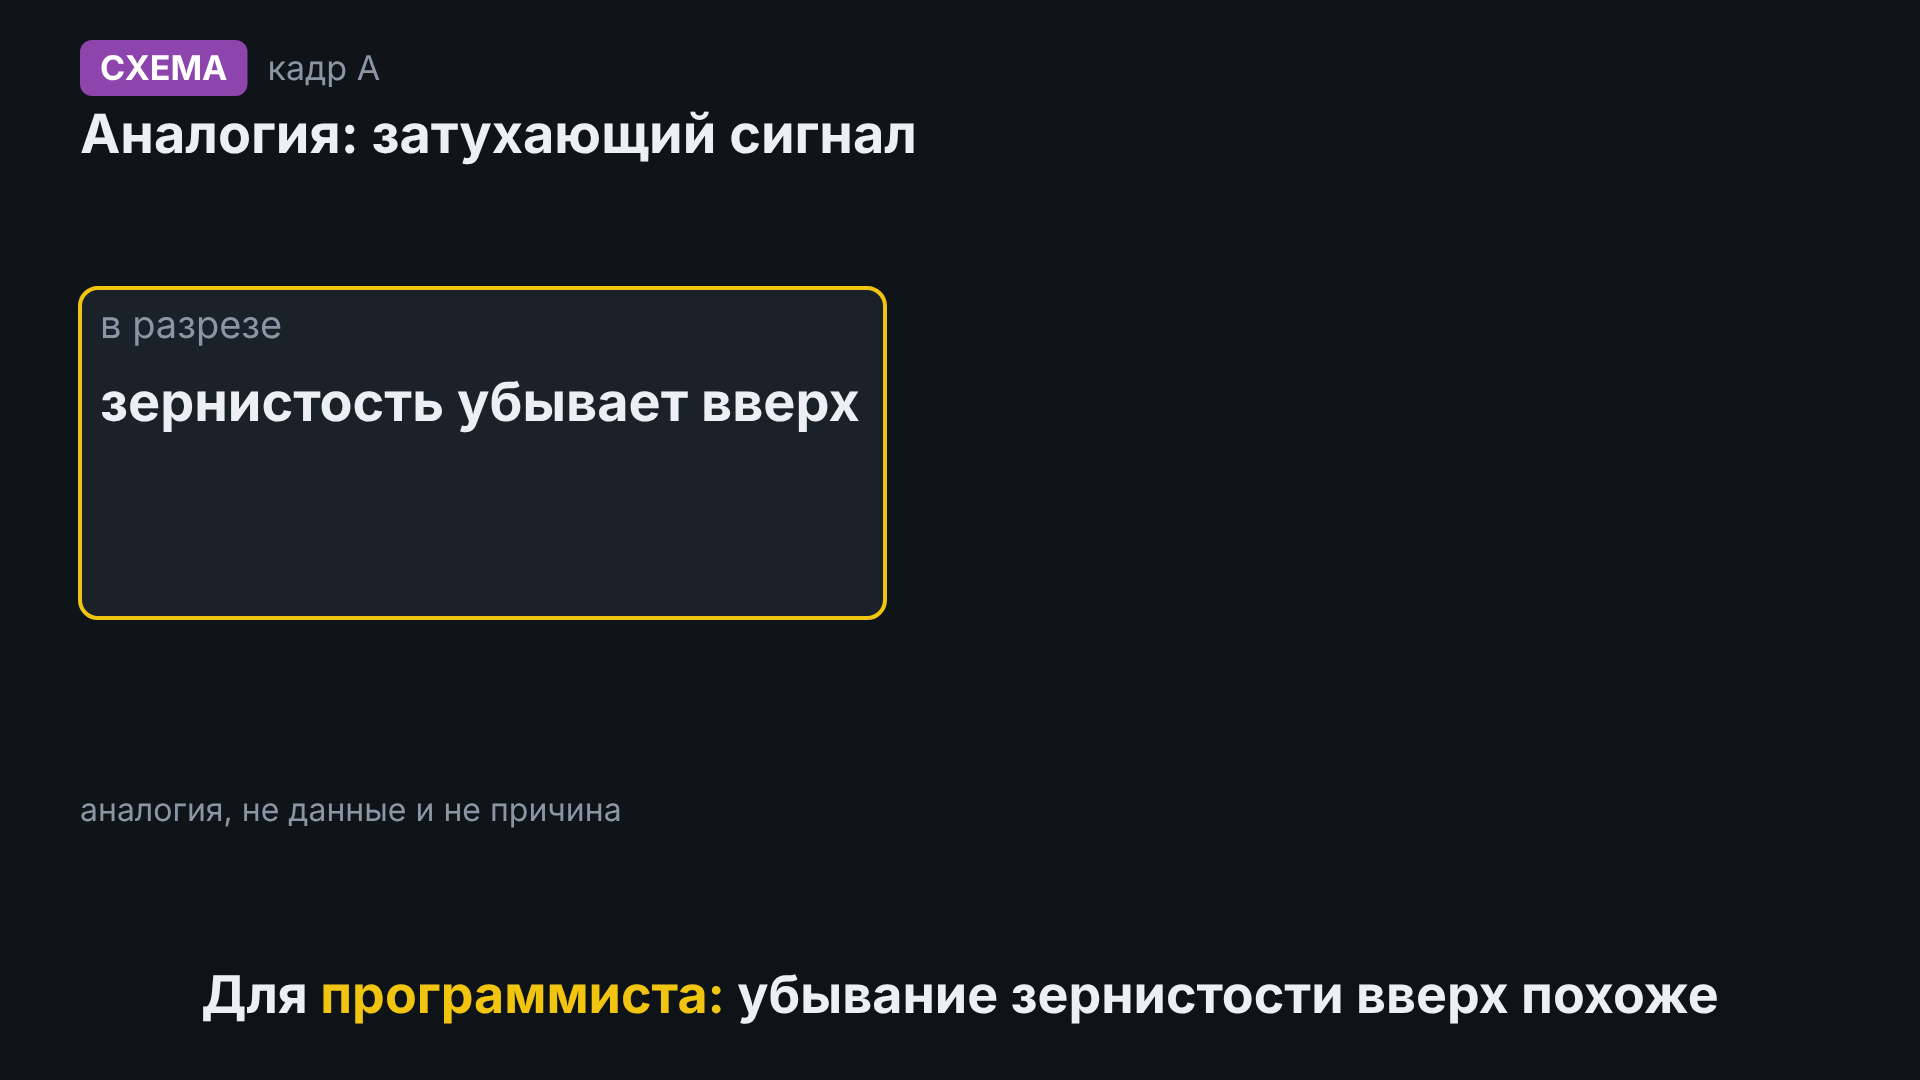 СХЕМА кадр А
Аналогия: затухающий сигнал
в разрезе
зернистость убывает вверх
аналогия, не данные и не причина
Для программиста: убывание зернистости вверх похоже